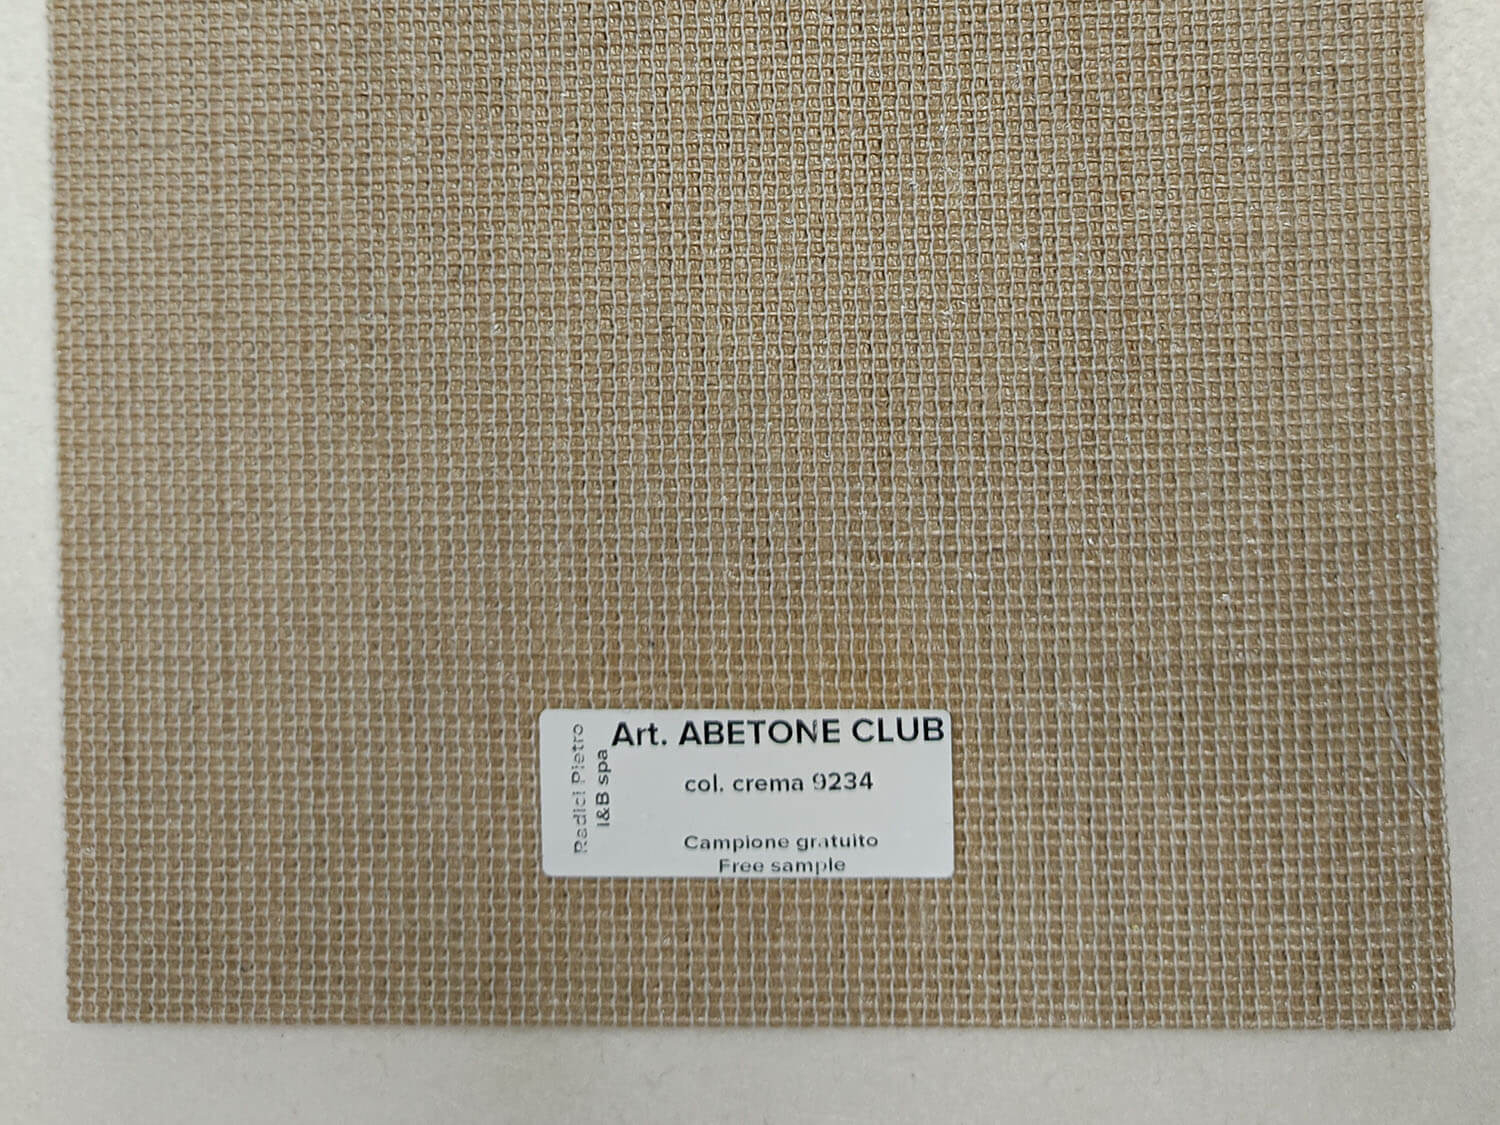 Radici Pietro
I&B spa
Art. ABETONE CLUB
col. crema 9234
Campione gratuito
Free sample